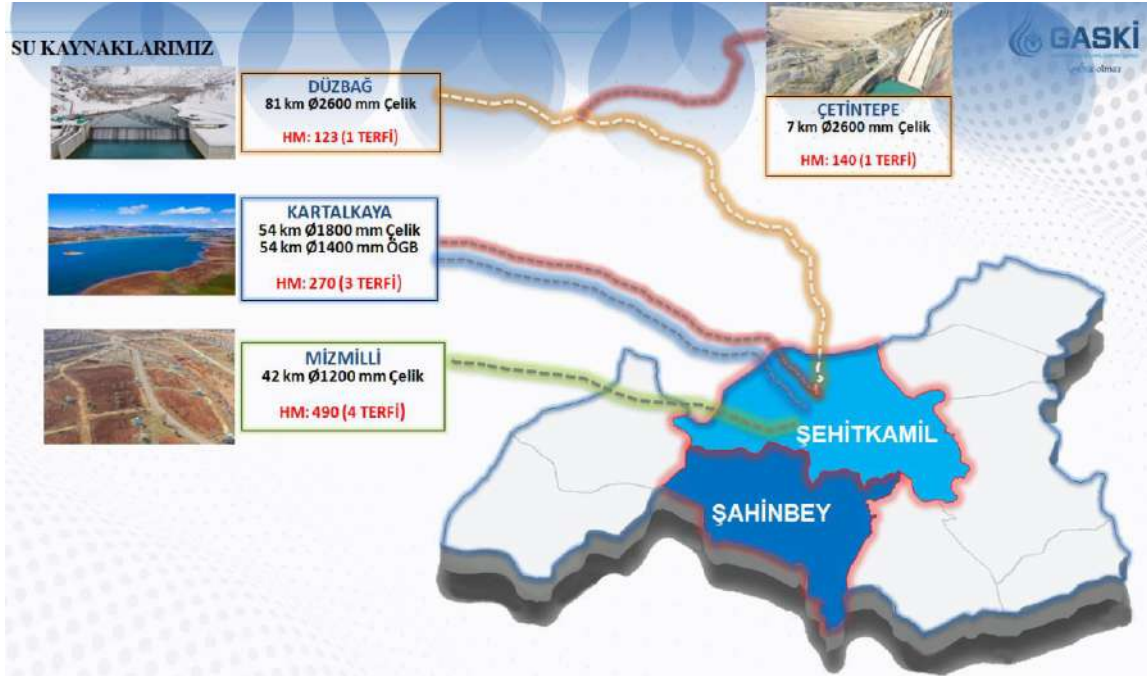 SU KAYNAKLARIMIZ
GASKİ
DÜZBAĞ
81 km Ø2600 mm Çelik
HM: 123 (1 TERFİ)
ÇETİNTEPE
7 km Ø2600 mm Çelik
HM: 140 (1 TERFİ)
KARTALKAYA
54 km Ø1800 mm Çelik
54 km Ø1400 mm ÖGB
HM: 270 (3 TERFİ)
MİZMİLLİ
42 km Ø1200 mm Çelik
HM: 490 (4 TERFİ)
ŞEHİTKAMİL
ŞAHİNBEY